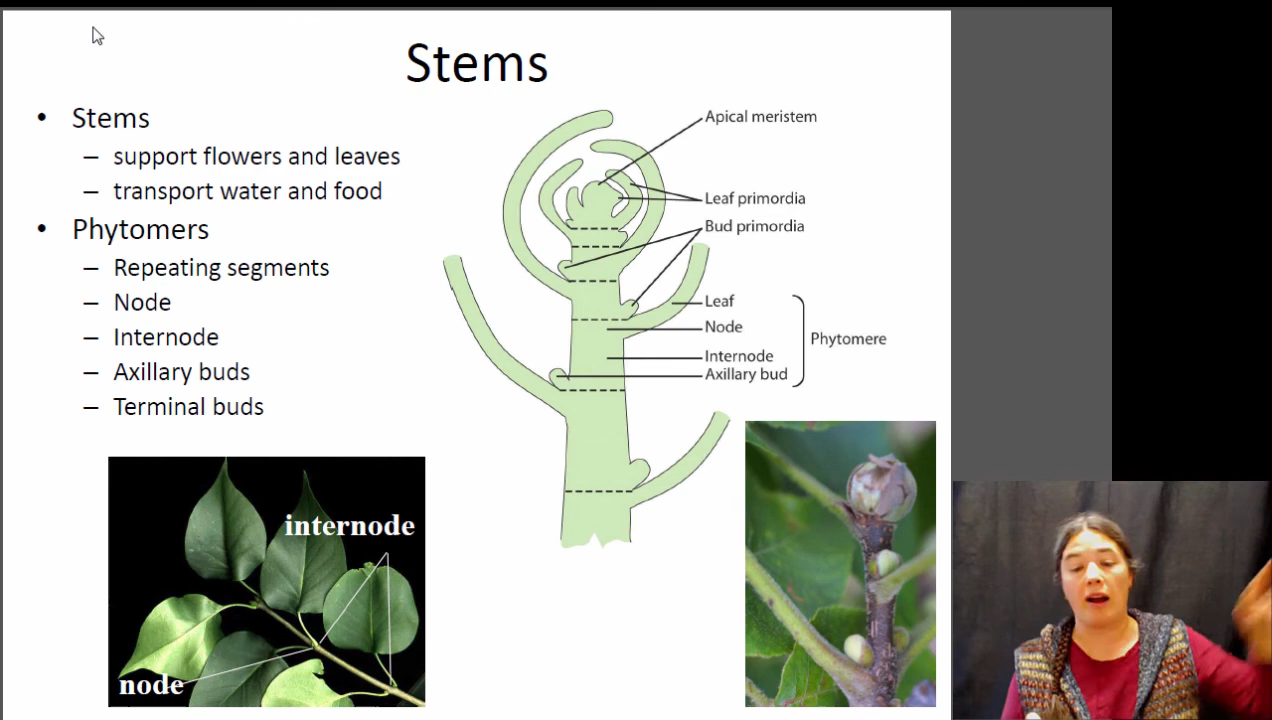 Stems
• Stems
– support flowers and leaves
– transport water and food
• Phytomers
– Repeating segments
– Node
– Internode
– Axillary buds
– Terminal buds
Apical meristem
Leaf primordia
Bud primordia
Leaf
Node
Internode
Axillary bud
Phytomere
internode
node